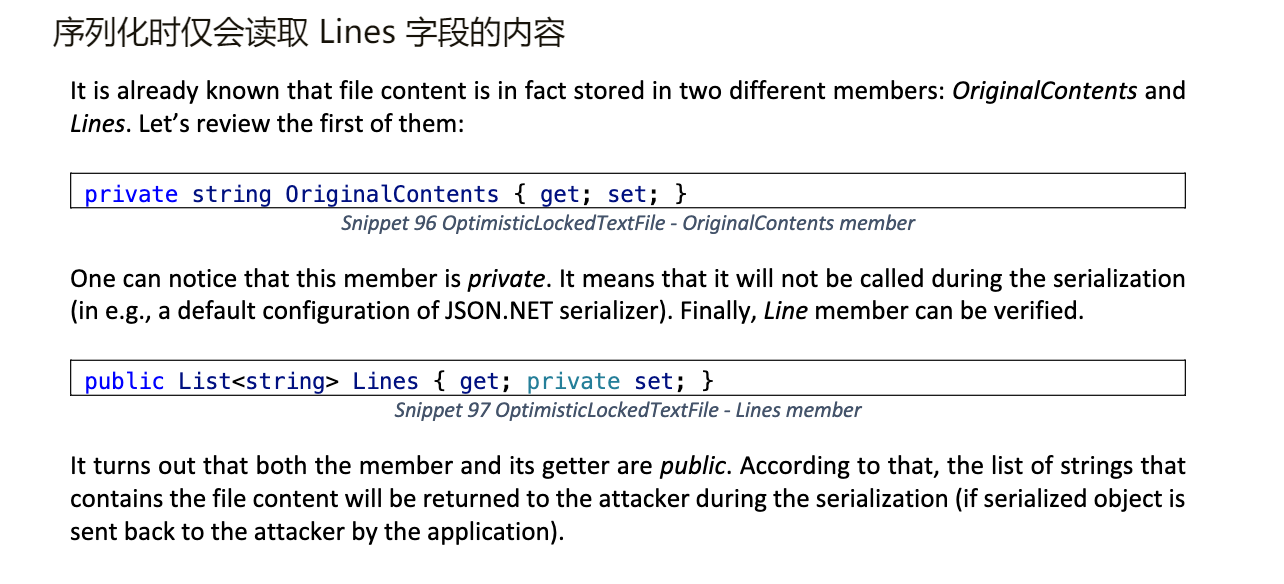 序列化时仅会读取 Lines 字段的内容
It is already known that file content is in fact stored in two different members: OriginalContents and
Lines. Let’s review the first of them:
private string OriginalContents { get; set; }
Snippet 96 OptimisticLockedTextFile - OriginalContents member
One can notice that this member is private. It means that it will not be called during the serialization
(in e.g., a default configuration of JSON.NET serializer). Finally, Line member can be verified.
public List<string> Lines { get; private set; }
Snippet 97 OptimisticLockedTextFile - Lines member
It turns out that both the member and its getter are public. According to that, the list of strings that
contains the file content will be returned to the attacker during the serialization (if serialized object is
sent back to the attacker by the application).